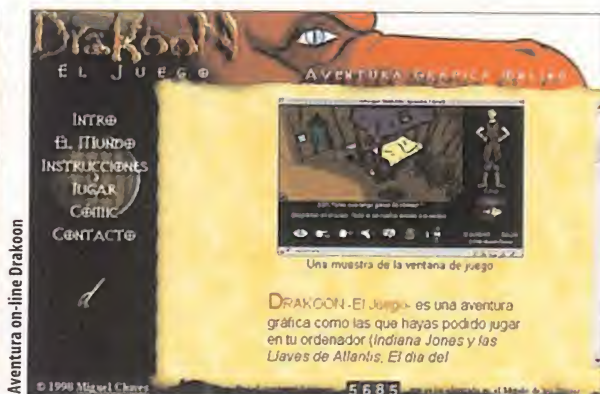 Drakoon
EL JUEGO
AVENTURA GRÁFICA ONLINE
INTRO
EL MUNDO
INSTRUCCIONES
JUGAR
CÓMIC
CONTACTO
d
Una muestra de la ventana de juego
DRAKOON -El Juego- es una aventura
gráfica como las que hayas podido jugar
en tu ordenador (Indiana Jones y las
Llaves de Atlantis, El día del
© 1998 Miguel Chaves
5685
Aventura on-line Drakoon